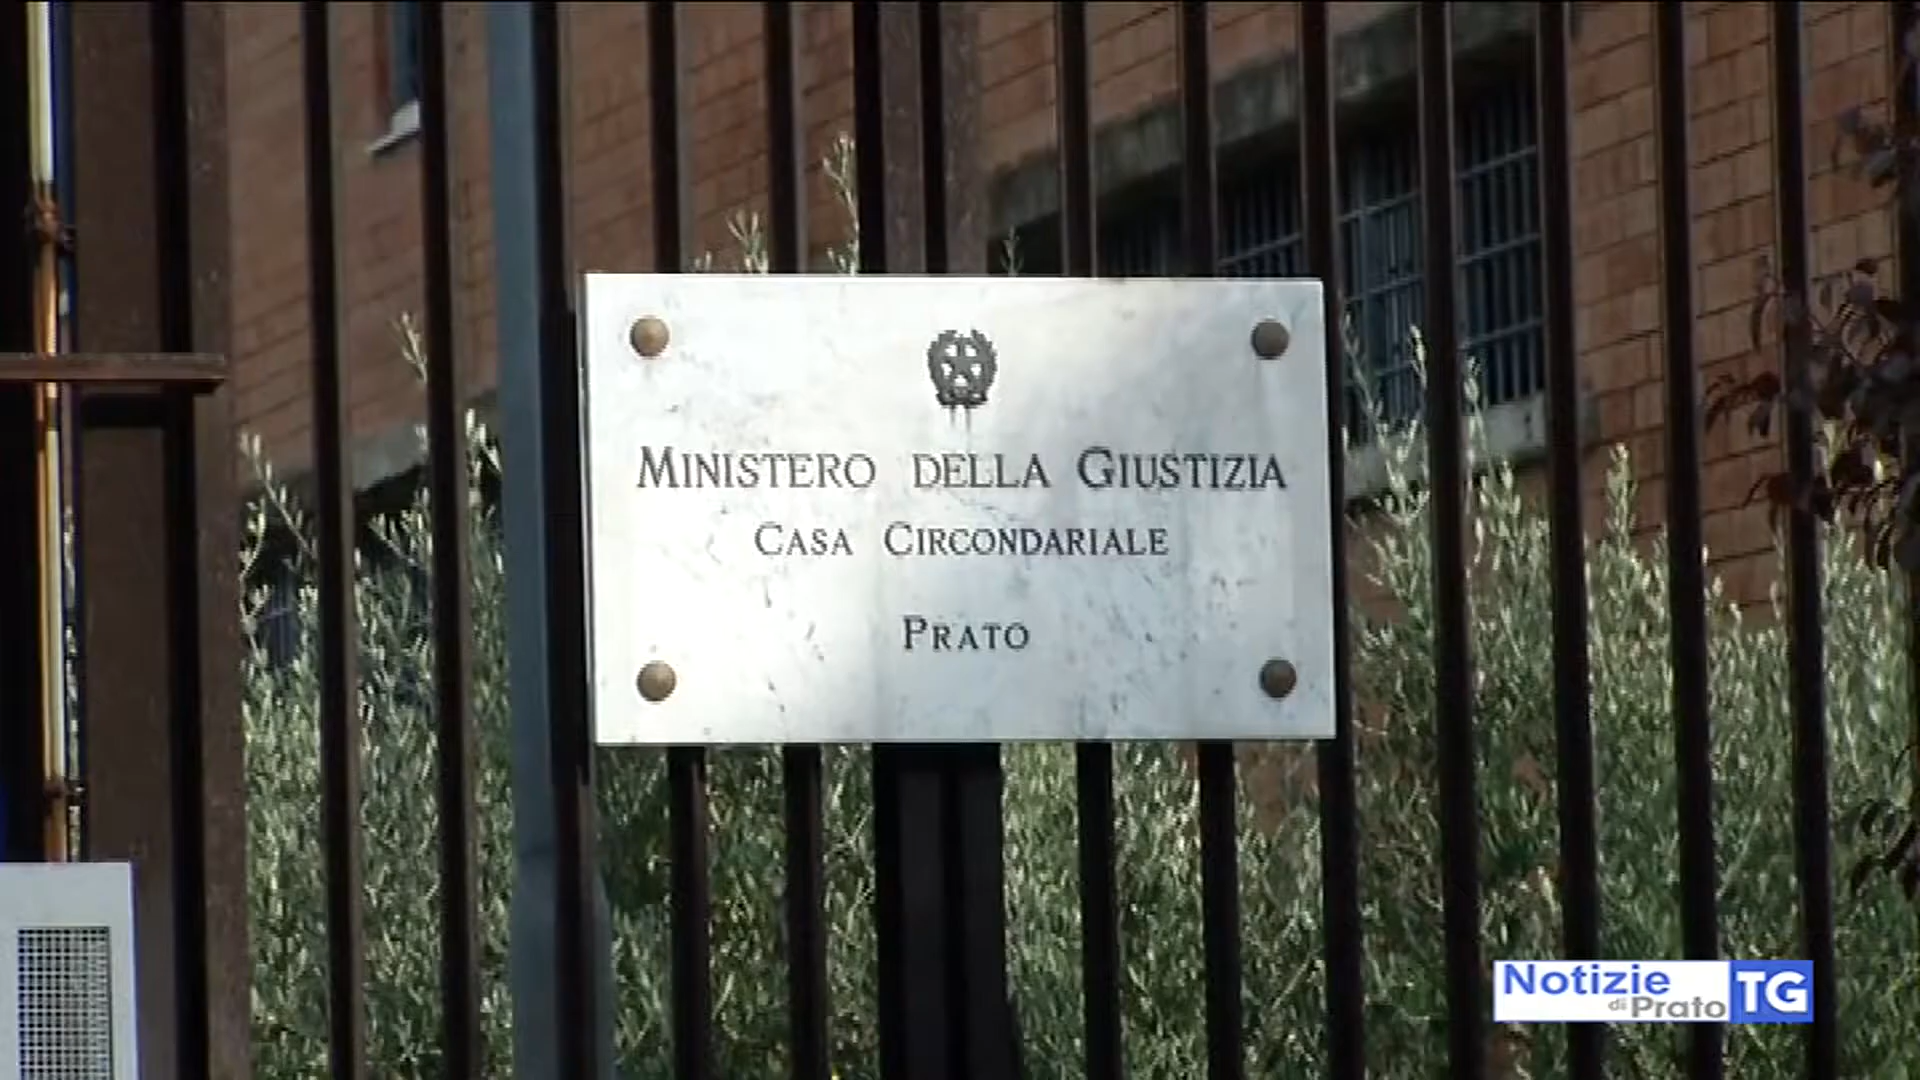 MINISTERO DELLA GIUSTIZIA
CASA CIRCONDARIALE
PRATO
Notizie
di Prato
TG